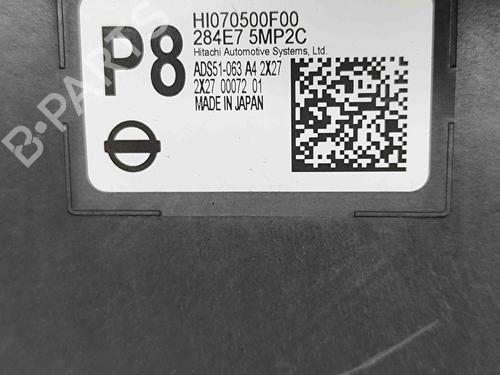 P8
HI070500F00
284E7 5MP2C
Hitachi Automotive Systems, Ltd.
ADS51-063 A4 2X27
2X27 00072 01
MADE IN JAPAN
B-PARTS